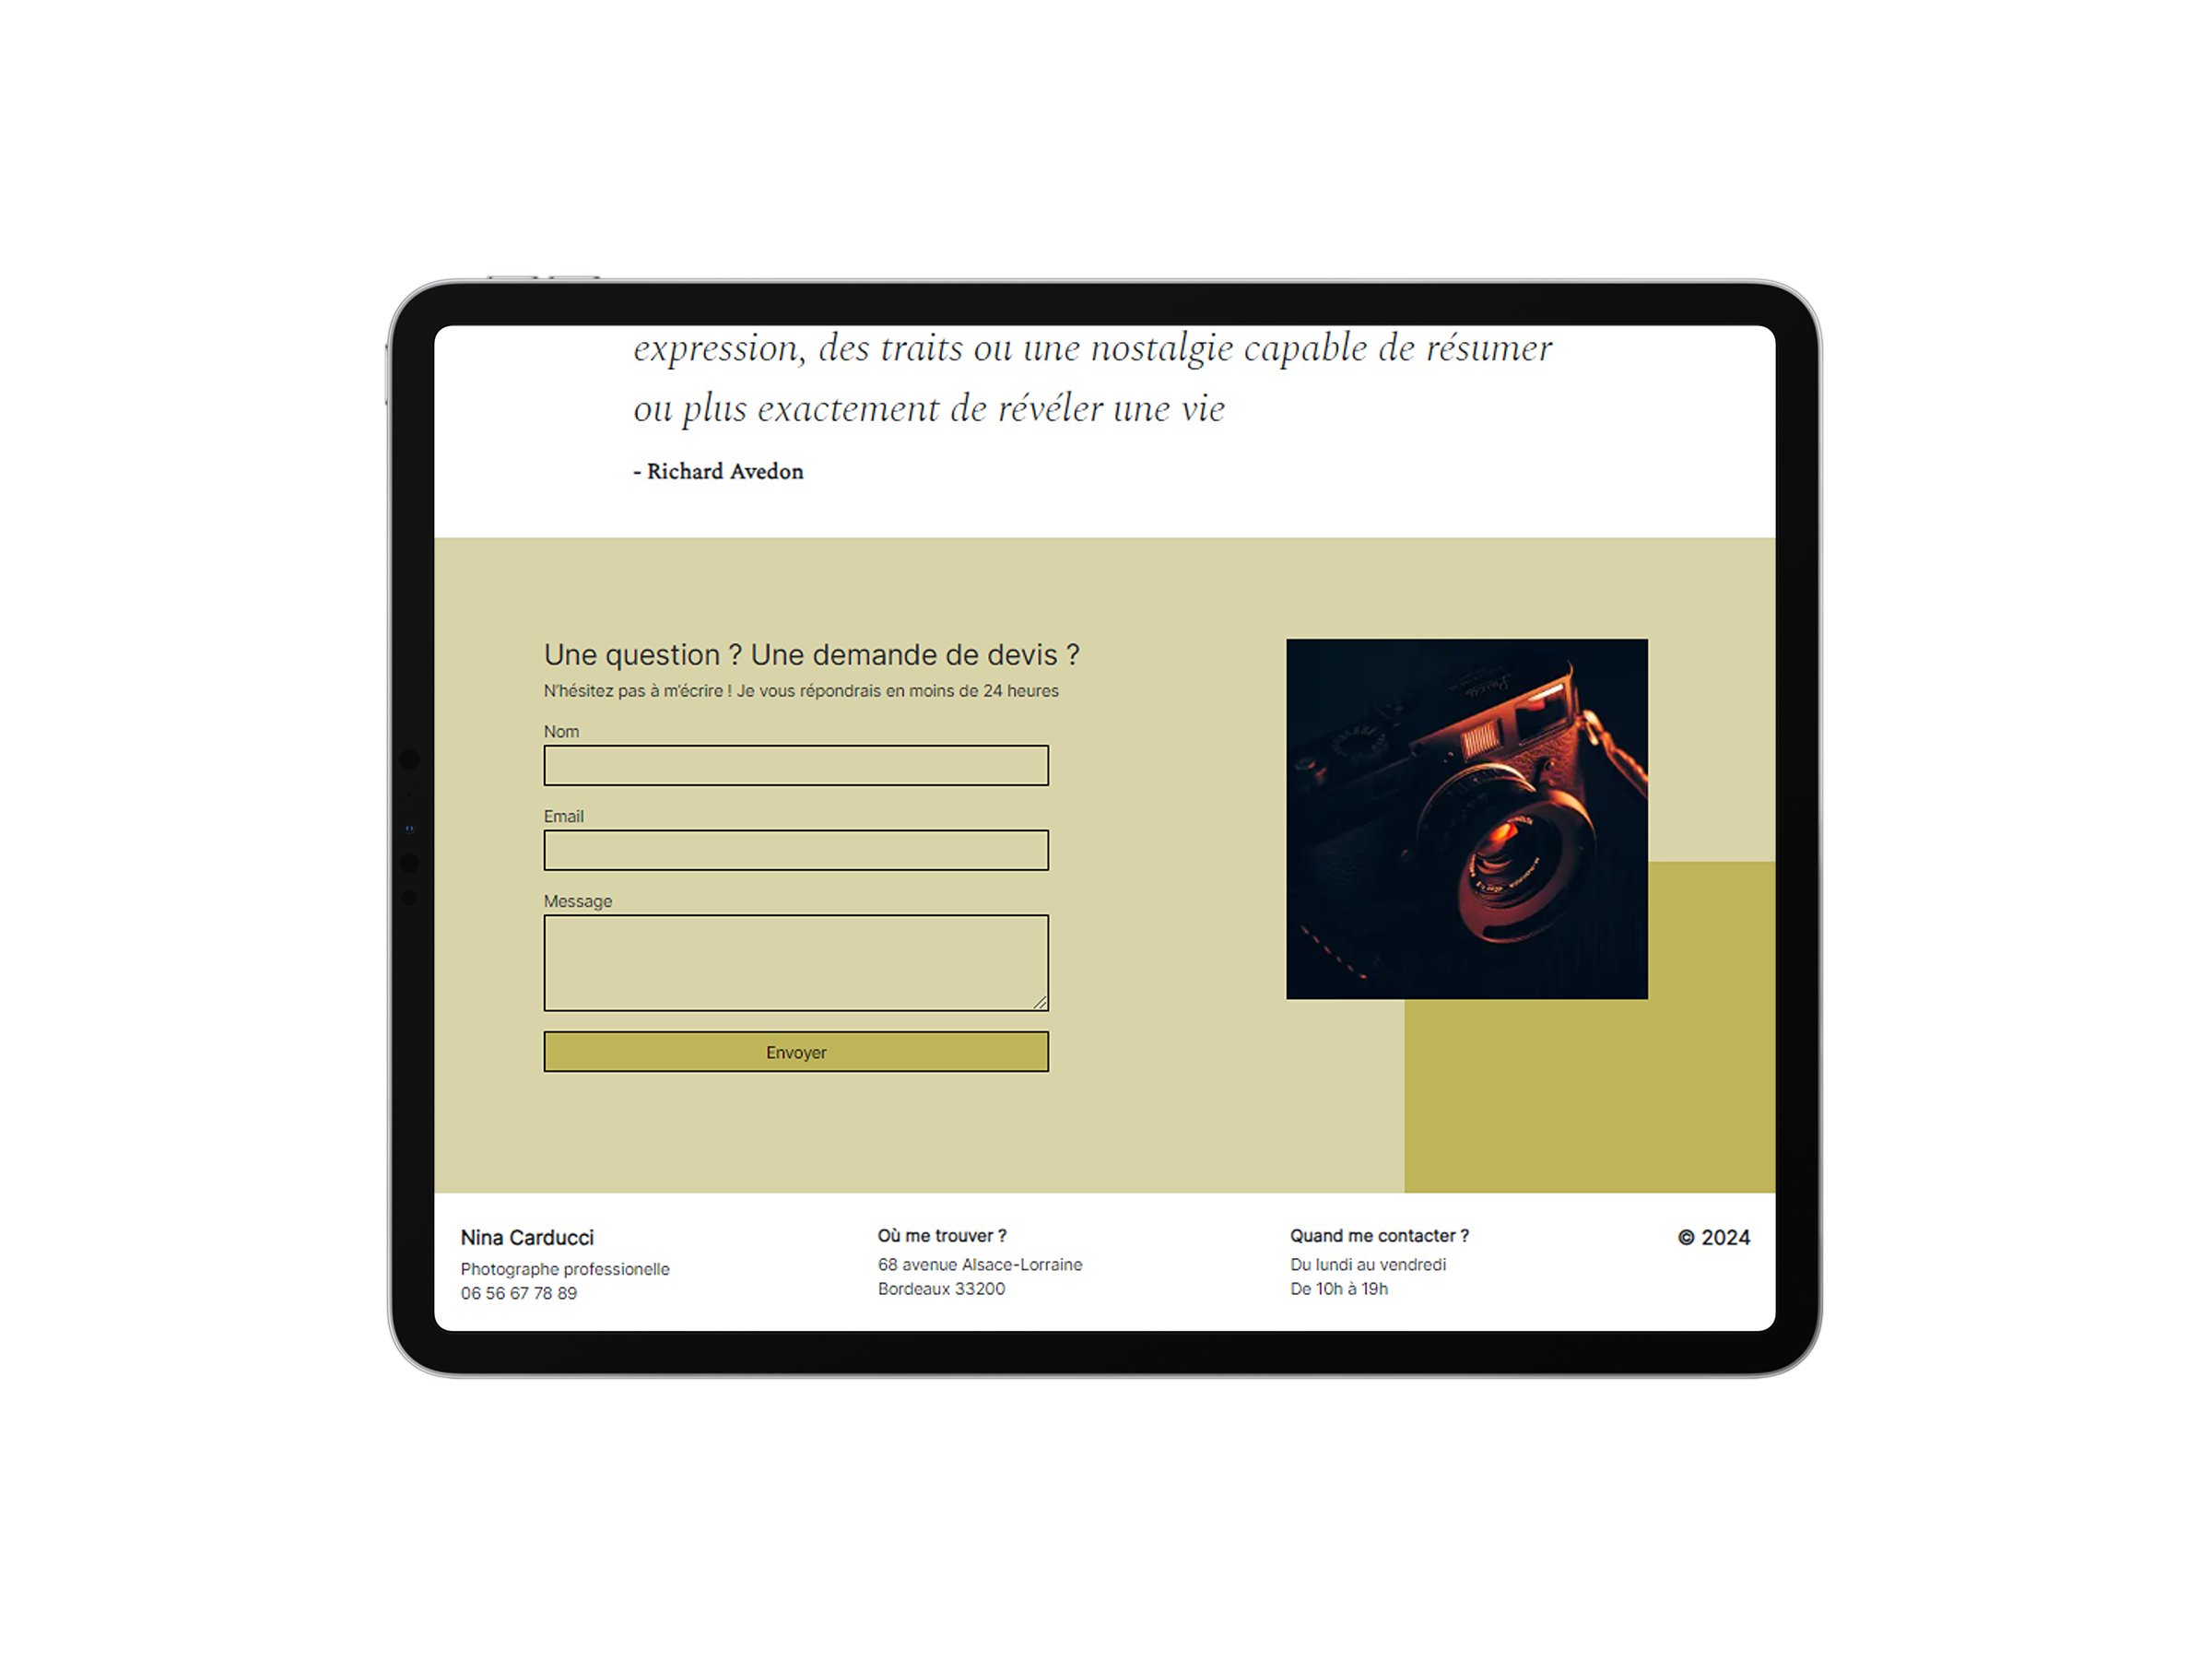 expression, des traits ou une nostalgie capable de résumer
ou plus exactement de révéler une vie
- Richard Avedon
Une question ? Une demande de devis ?
N'hésitez pas à m'écrire ! Je vous répondrais en moins de 24 heures
Nom
Email
Message
Envoyer
Nina Carducci
Photographe professionelle
06 56 67 78 89
Où me trouver ?
68 avenue Alsace-Lorraine
Bordeaux 33200
Quand me contacter ?
Du lundi au vendredi
De 10h à 19h
© 2024